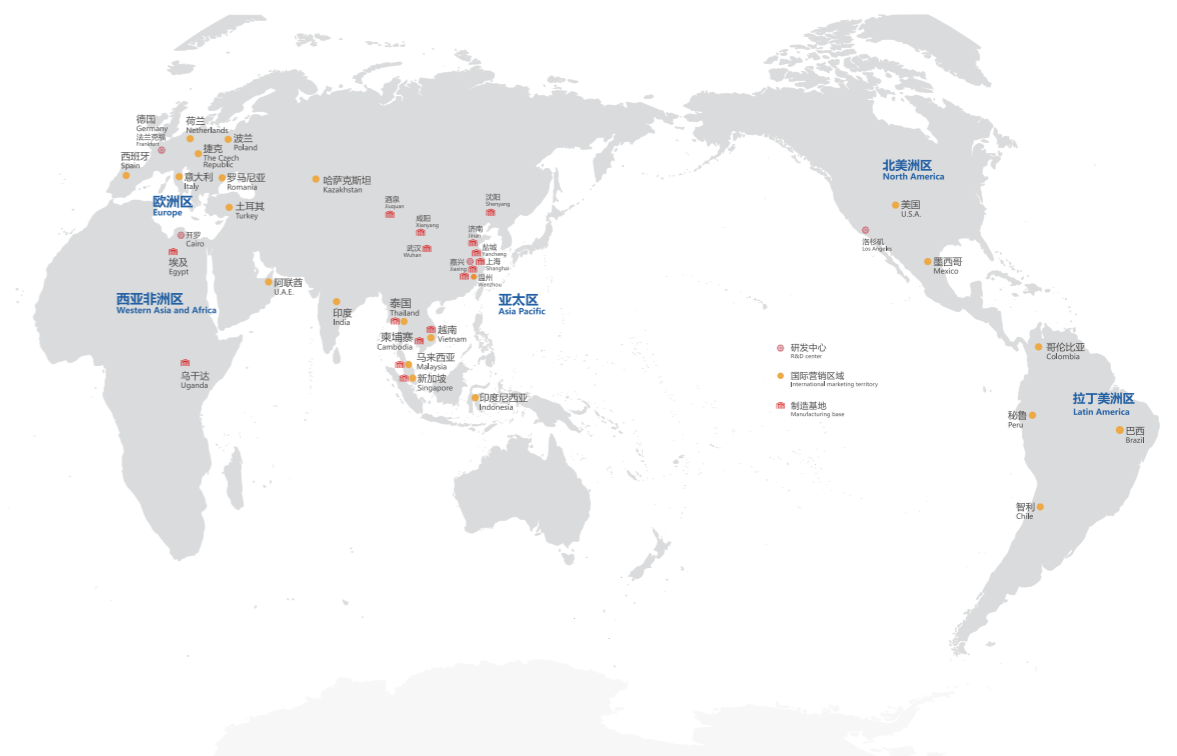 德国
Germany
法兰克福
Frankfurt
荷兰
Netherlands
波兰
Poland
捷克
The Czech
Republic
西班牙
Spain
意大利
Italy
罗马尼亚
Romania
欧洲区
Europe
土耳其
Turkey
哈萨克斯坦
Kazakhstan
开罗
Cairo
埃及
Egypt
阿联酋
U.A.E.
西亚非洲区
Western Asia and Africa
乌干达
Uganda
酒泉
Jiuquan
咸阳
Xianyang
沈阳
Shenyang
武汉
Wuhan
济南
Jinan
盐城
Yancheng
嘉兴
Jiaxing
上海
Shanghai
温州
Wenzhou
印度
India
泰国
Thailand
亚太区
Asia Pacific
柬埔寨
Cambodia
越南
Vietnam
马来西亚
Malaysia
新加坡
Singapore
印度尼西亚
Indonesia
北美洲区
North America
美国
U.S.A.
洛杉矶
Los Angeles
墨西哥
Mexico
研发中心
R&D center
国际营销区域
International marketing territory
制造基地
Manufacturing base
哥伦比亚
Colombia
拉丁美洲区
Latin America
秘鲁
Peru
巴西
Brazil
智利
Chile